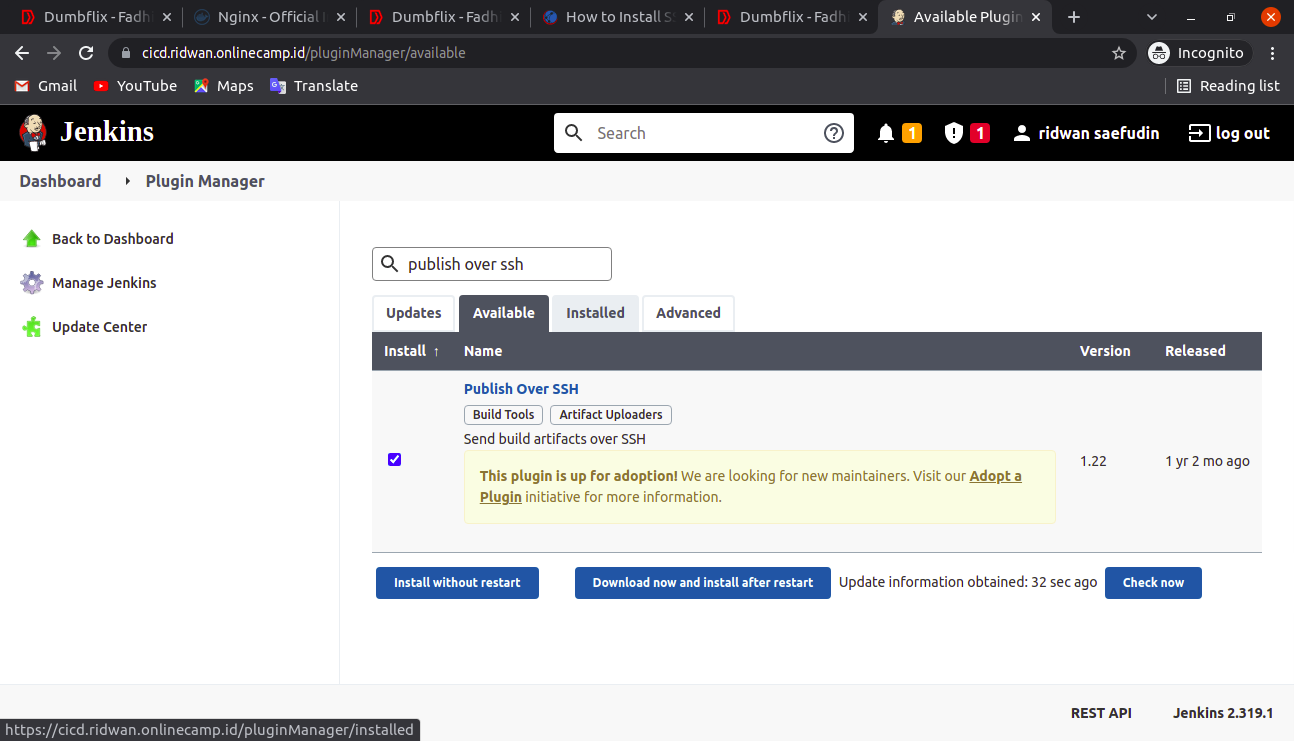 Dumbflix - Fadhi
Nginx - Official I
Dumbflix - Fadhi
How to Install SS
Dumbflix - Fadhi
Available Plugin
cicd.ridwan.onlinecamp.id/pluginManager/available
Incognito
Gmail
YouTube
Maps
Translate
Reading list
Jenkins
Search
1
1
ridwan saefudin
log out
Dashboard
Plugin Manager
Back to Dashboard
Manage Jenkins
Update Center
publish over ssh
Updates
Available
Installed
Advanced
Install ↑
Name
Version
Released
Publish Over SSH
Build Tools
Artifact Uploaders
Send build artifacts over SSH
This plugin is up for adoption! We are looking for new maintainers. Visit our Adopt a
Plugin initiative for more information.
1.22
1 yr 2 mo ago
Install without restart
Download now and install after restart
Update information obtained: 32 sec ago
Check now
REST API
Jenkins 2.319.1
https://cicd.ridwan.onlinecamp.id/pluginManager/installed